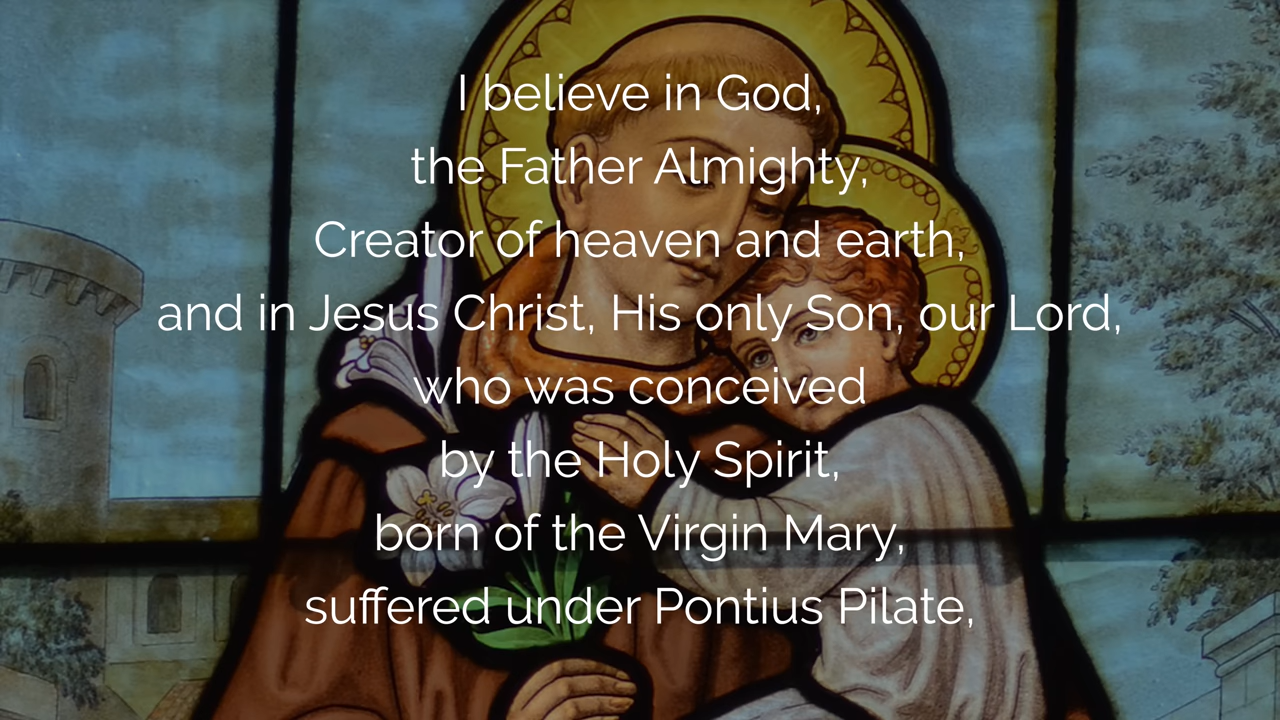 I believe in God,
the Father Almighty,
Creator of heaven and earth,
and in Jesus Christ, His only Son, our Lord,
who was conceived
by the Holy Spirit,
born of the Virgin Mary,
suffered under Pontius Pilate,